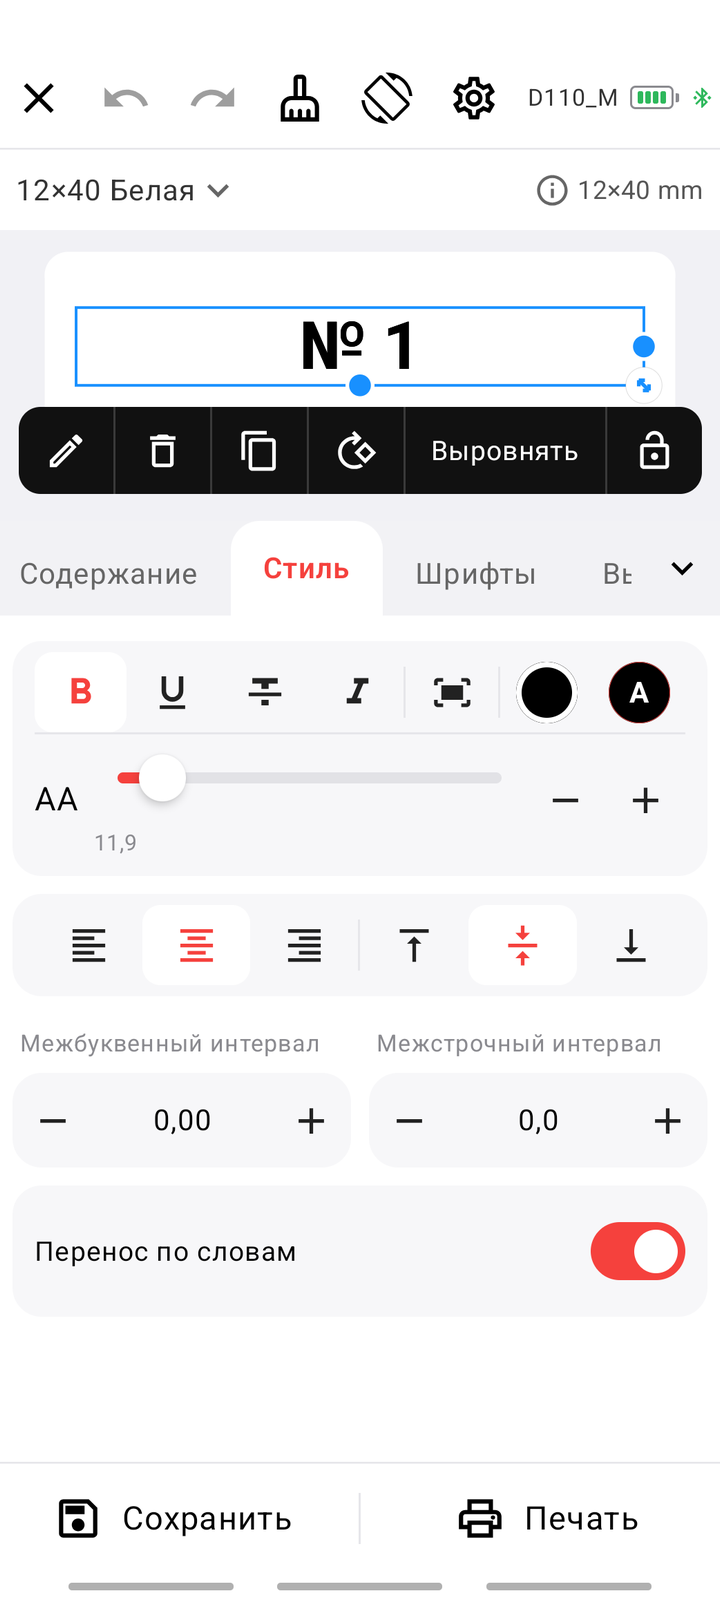 D110_M
12×40 Белая
12×40 mm
№ 1
Выровнять
Содержание
Стиль
Шрифты
B U T I A
AA
11,9
Межбуквенный интервал
Межстрочный интервал
0,00
0,0
Перенос по словам
Сохранить
Печать